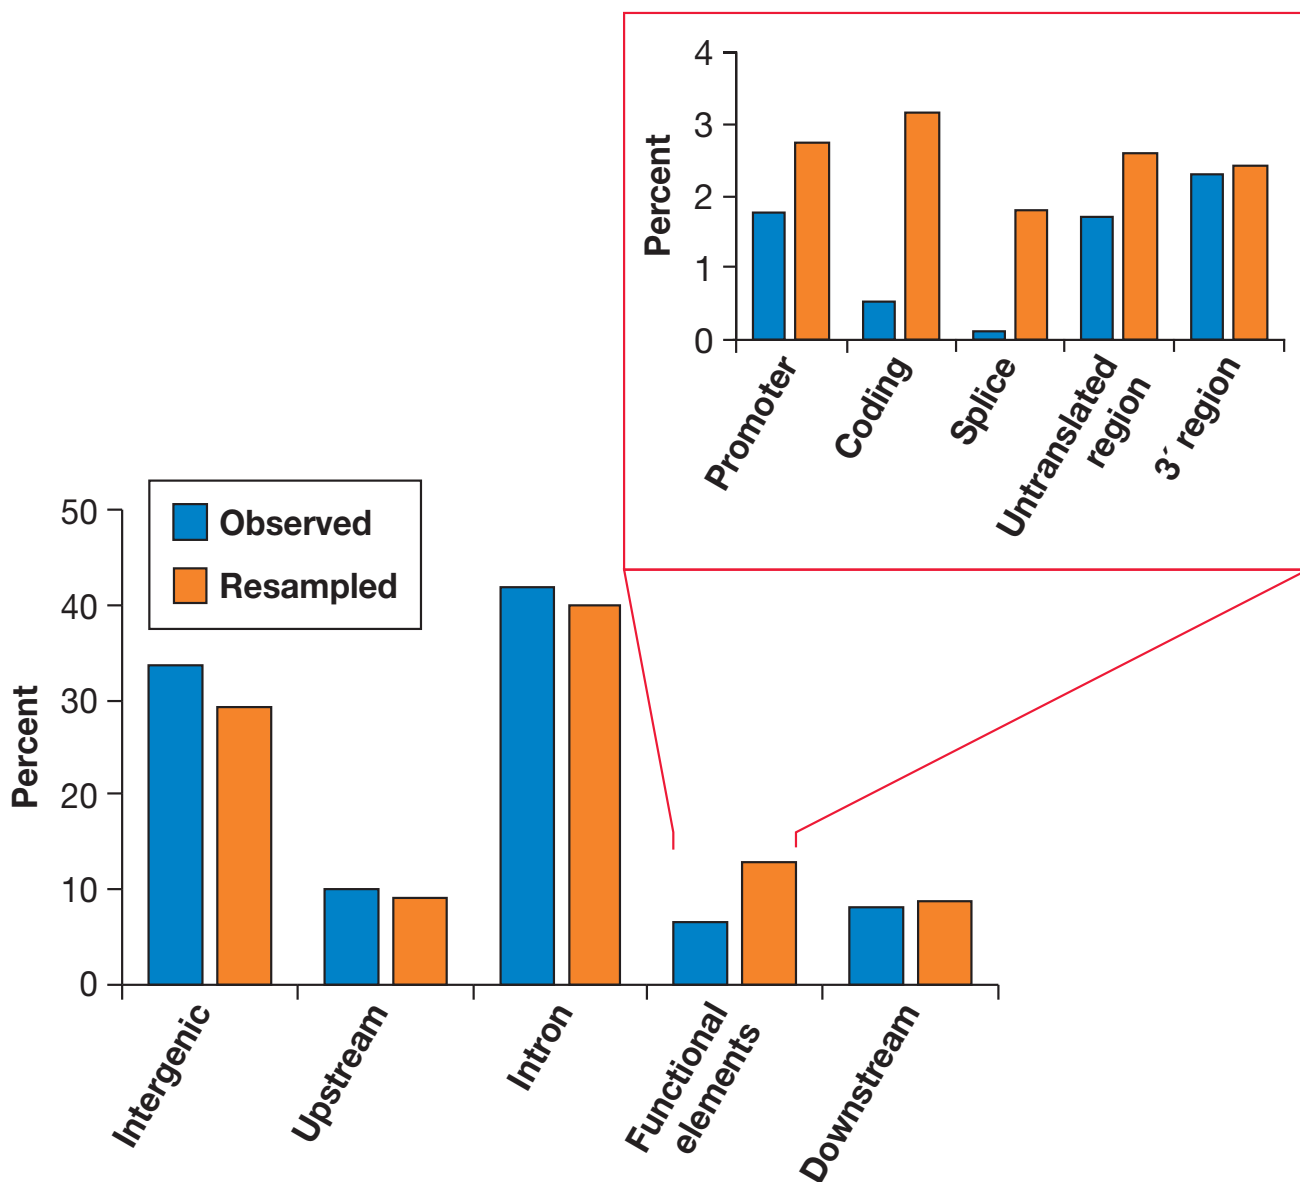 4
3
2
1
0
Percent
Promoter
Coding
Splice
Untranslated
region
3´ region
50
40
30
20
10
0
Percent
Observed
Resampled
Intergenic
Upstream
Intron
Functional
elements
Downstream